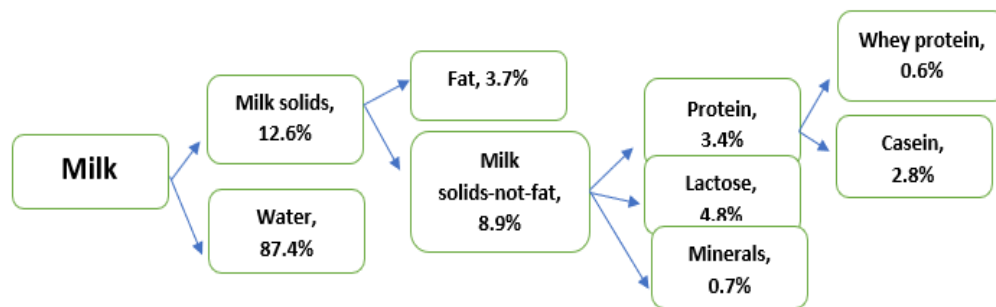 Milk
Milk solids,
12.6%
Water,
87.4%
Fat, 3.7%
Milk
solids-not-fat,
8.9%
Protein,
3.4%
Lactose,
4.8%
Minerals,
0.7%
Whey protein,
0.6%
Casein,
2.8%